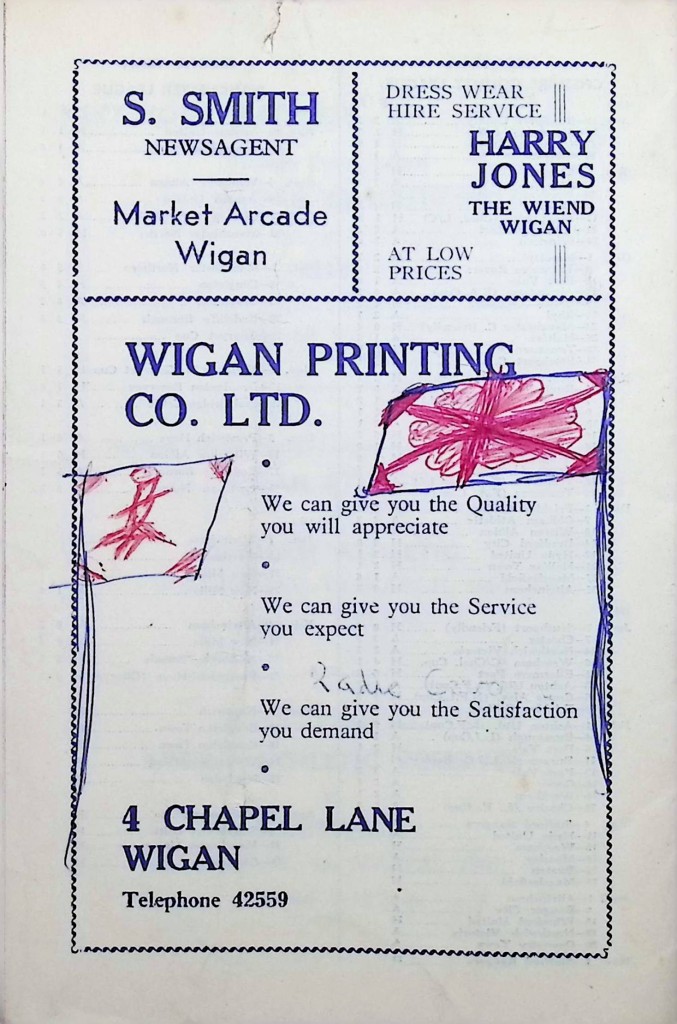 S. SMITH
NEWSAGENT
Market Arcade
Wigan
DRESS WEAR
HIRE SERVICE
HARRY
JONES
THE WIEND
WIGAN
AT LOW
PRICES
WIGAN PRINTING
CO. LTD.
We can give you the Quality
you will appreciate
We can give you the Service
you expect
We can give you the Satisfaction
you demand
4 CHAPEL LANE
WIGAN
Telephone 42559